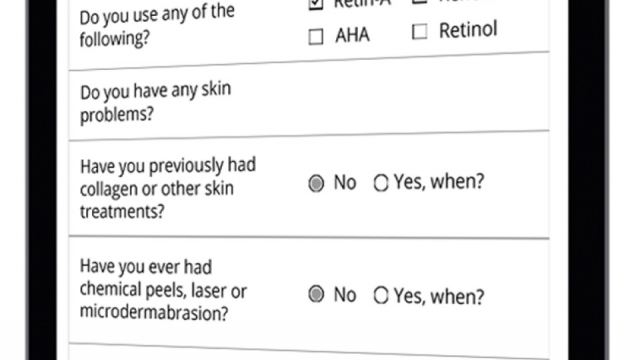 Do you use any of the
following?
Retin-A
AHA
Retinol
Do you have any skin
problems?
Have you previously had
collagen or other skin
treatments?
No
Yes, when?
Have you ever had
chemical peels, laser or
microdermabrasion?
No
Yes, when?